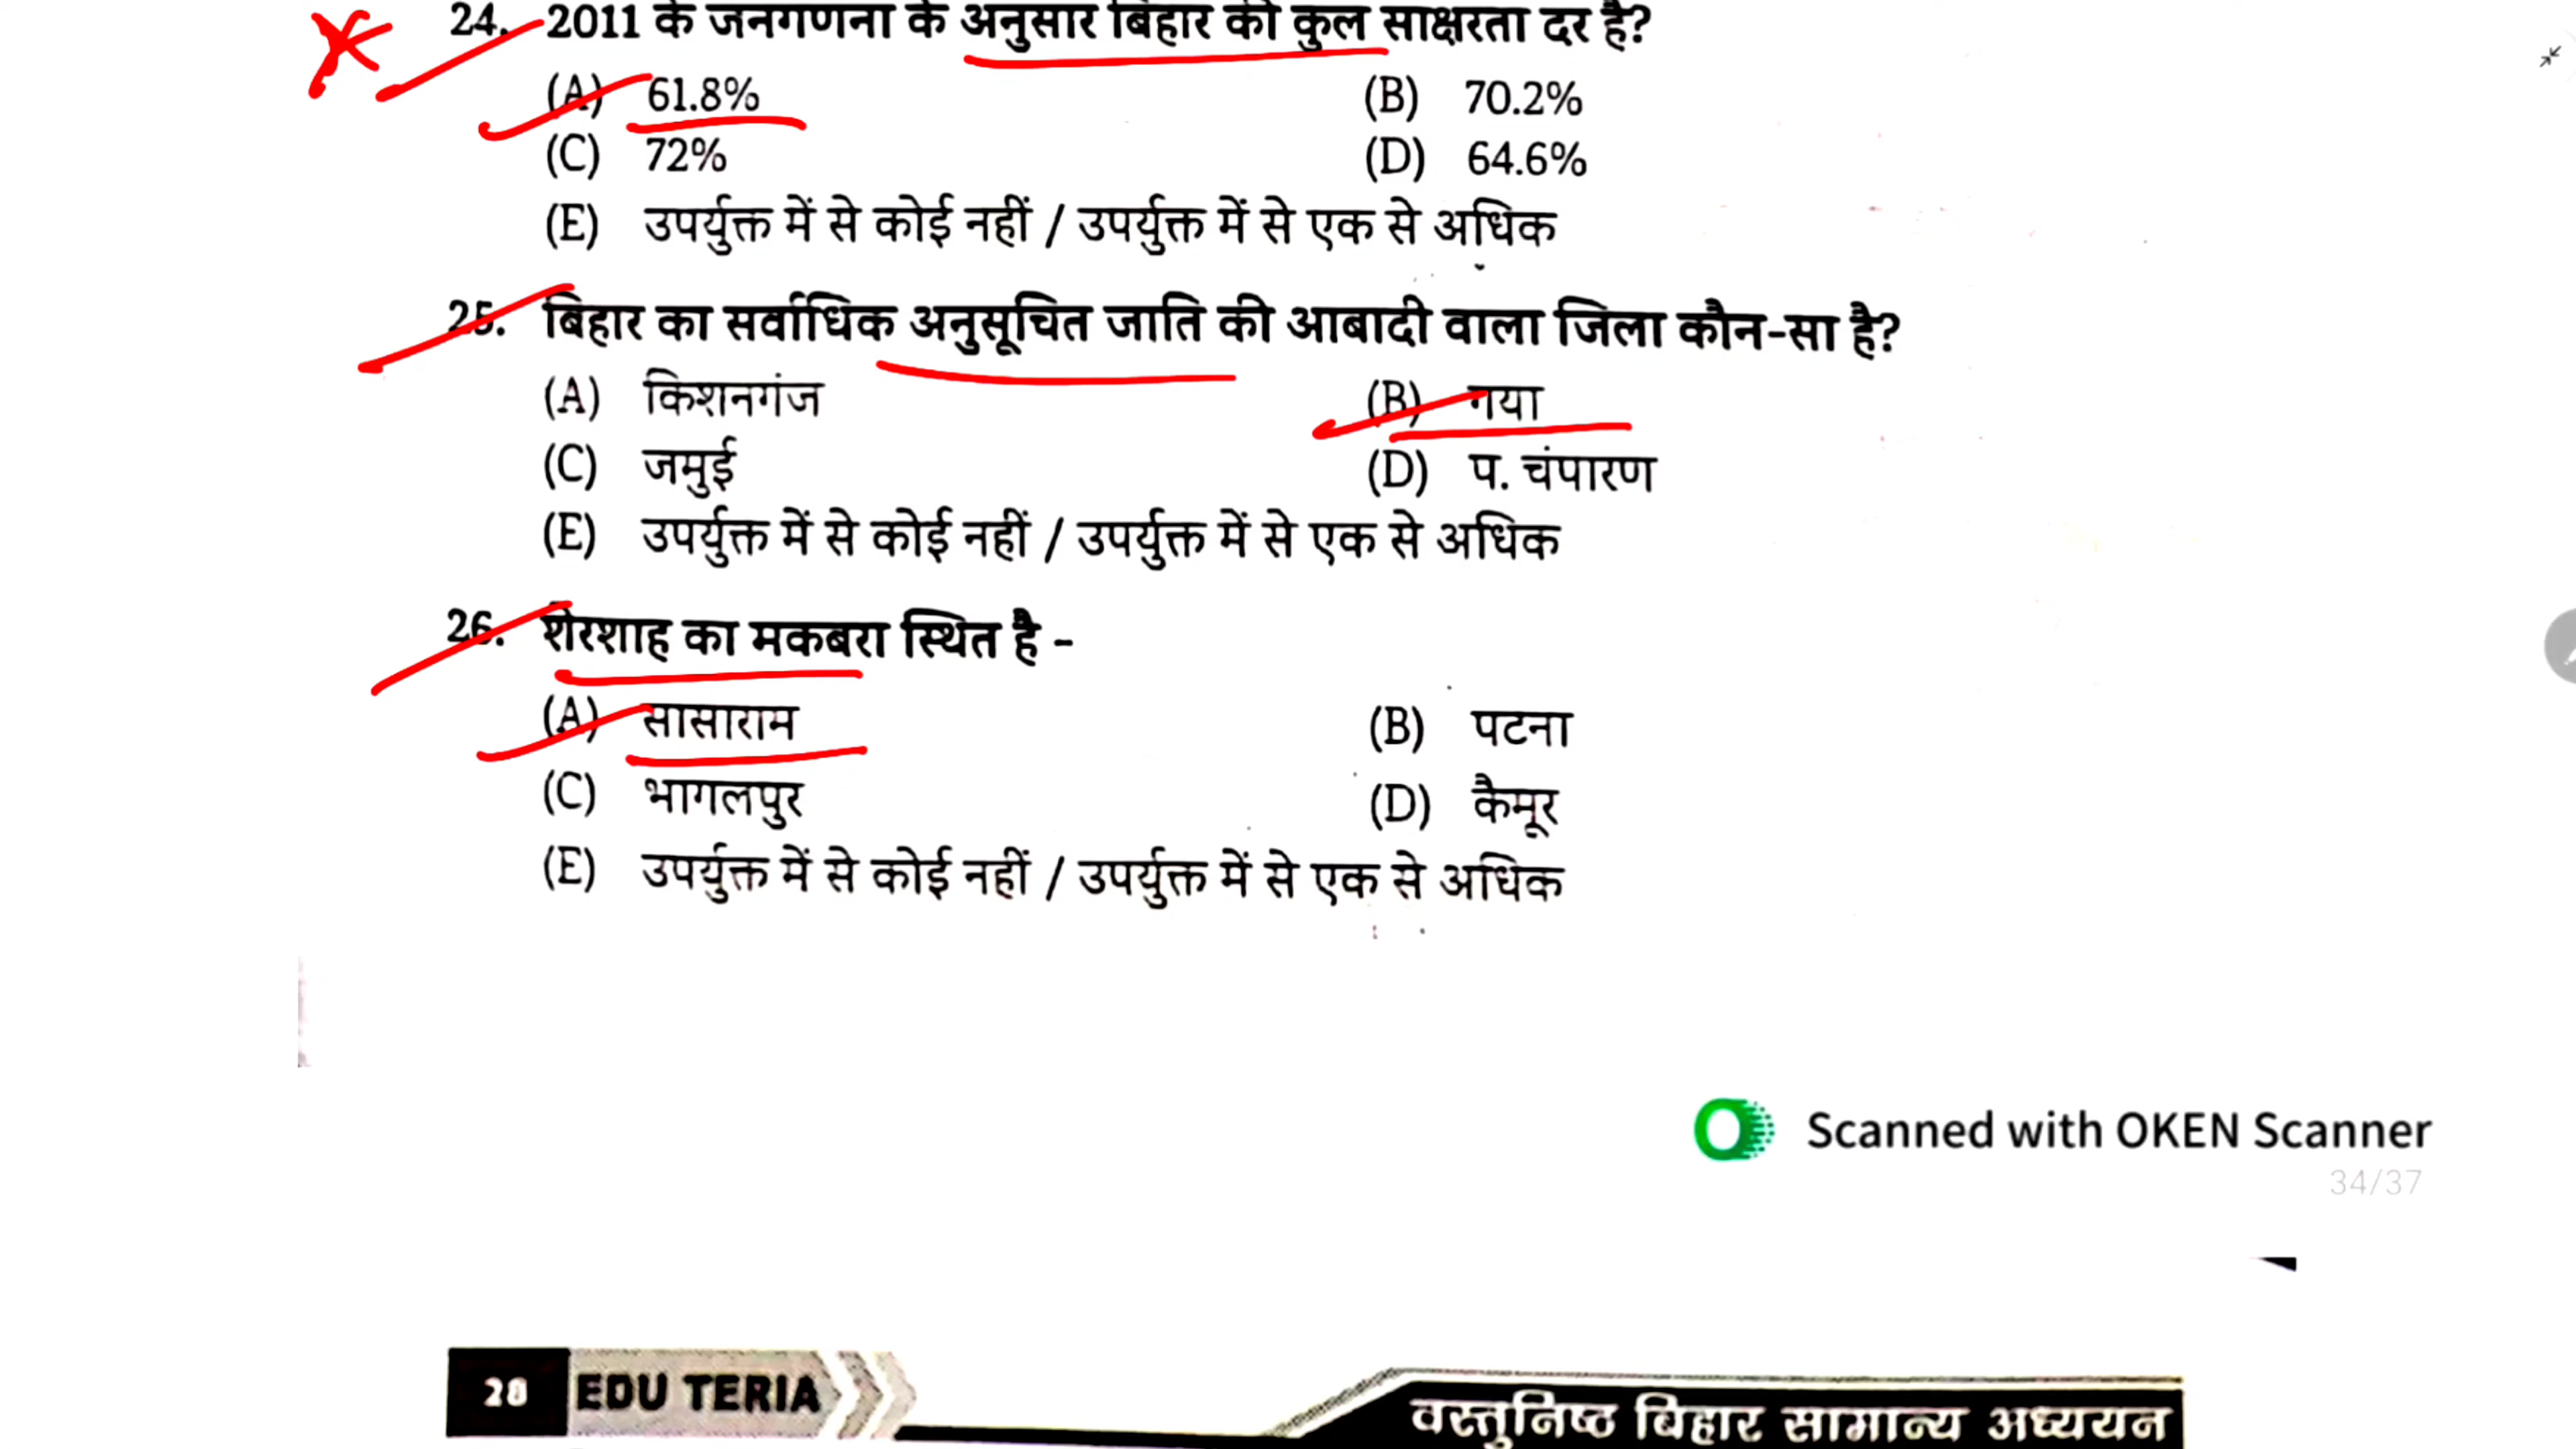 24. 2011 के जनगणना के अनुसार बिहार की कुल साक्षरता दर है?
(A) 61.8% (B) 70.2%
(C) 72% (D) 64.6%
(E) उपर्युक्त में से कोई नहीं / उपर्युक्त में से एक से अधिक
25. बिहार का सर्वाधिक अनुसूचित जाति की आबादी वाला जिला कौन-सा है?
(A) किशनगंज (B) गया
(C) जमुई (D) प. चंपारण
(E) उपर्युक्त में से कोई नहीं / उपर्युक्त में से एक से अधिक
26. शेरशाह का मकबरा स्थित है -
(A) सासाराम (B) पटना
(C) भागलपुर (D) कैमूर
(E) उपर्युक्त में से कोई नहीं / उपर्युक्त में से एक से अधिक
Scanned with OKEN Scanner
34/37
28 EDU TERIA वस्तुनिष्ठ बिहार सामान्य अध्ययन